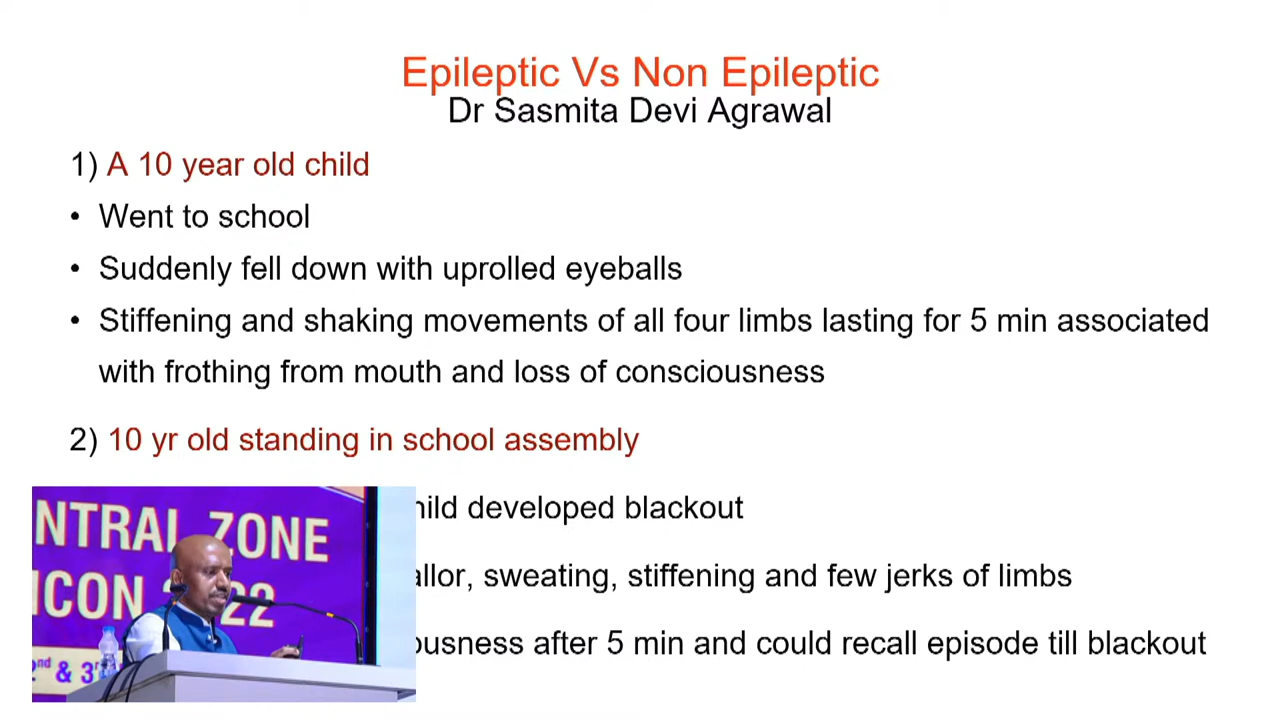 Epileptic Vs Non Epileptic
Dr Sasmita Devi Agrawal
1) A 10 year old child
• Went to school
• Suddenly fell down with uprolled eyeballs
• Stiffening and shaking movements of all four limbs lasting for 5 min associated
with frothing from mouth and loss of consciousness
2) 10 yr old standing in school assembly
developed blackout
sweating, stiffening and few jerks of limbs
after 5 min and could recall episode till blackout
NTRAL ZONE
ICON 2022
2nd & 3r